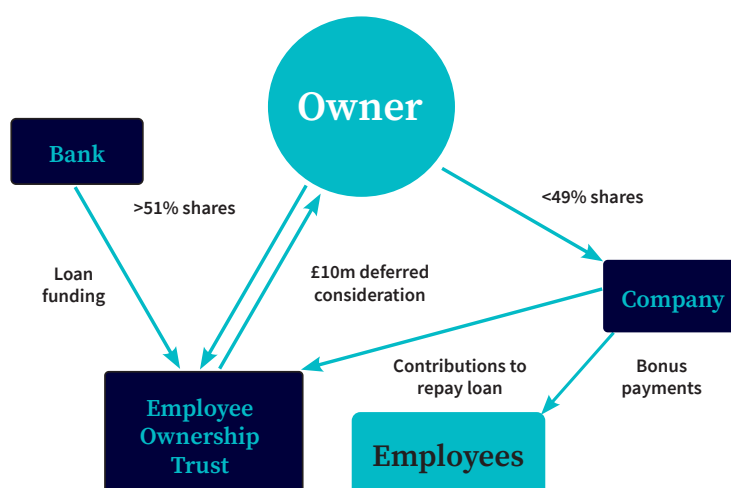 Owner
Bank
>51% shares
<49% shares
Loan
funding
£10m deferred
consideration
Company
Contributions to
repay loan
Bonus
payments
Employee
Ownership
Trust
Employees